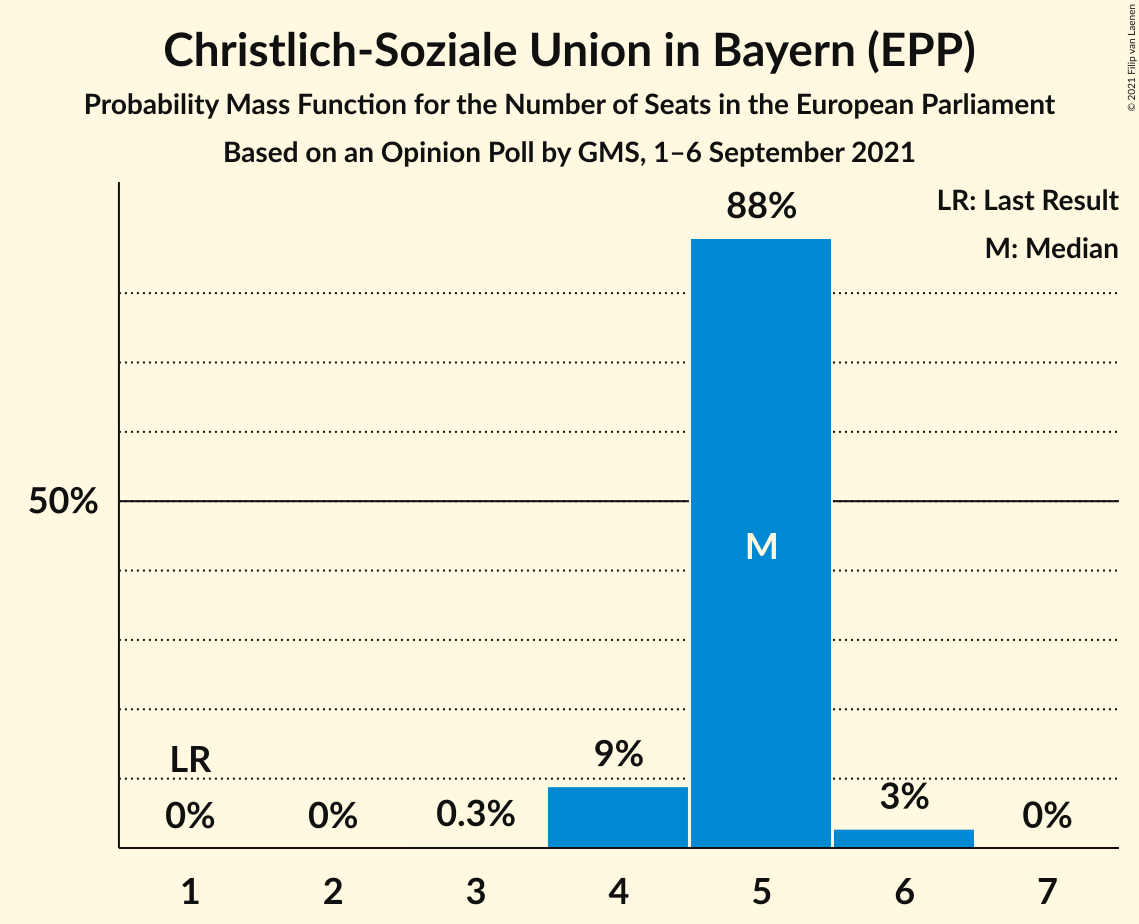 Christlich-Soziale Union in Bayern (EPP)
Probability Mass Function for the Number of Seats in the European Parliament
Based on an Opinion Poll by GMS, 1–6 September 2021
© 2021 Filip van Laenen
LR: Last Result
M: Median
88%
50%
M
LR
9%
0%
0%
0.3%
3%
0%
1 2 3 4 5 6 7